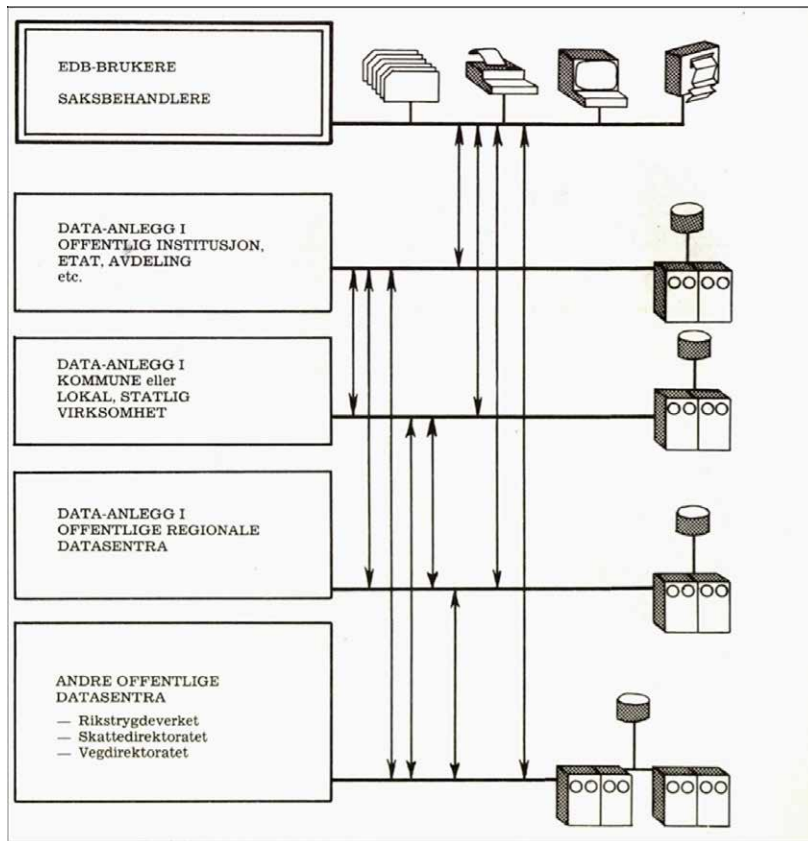 EDB-BRUKERE
SAKSBEHANDLERE
DATA-ANLEGG I
OFFENTLIG INSTITUSJON,
ETAT, AVDELING
etc.
DATA-ANLEGG I
KOMMUNE eller
LOKAL, STATLIG
VIRKSOMHET
DATA-ANLEGG I
OFFENTLIGE REGIONALE
DATASENTRA
ANDRE OFFENTLIGE
DATASENTRA
— Rikstrygdeverket
— Skattedirektoratet
— Vegdirektoratet